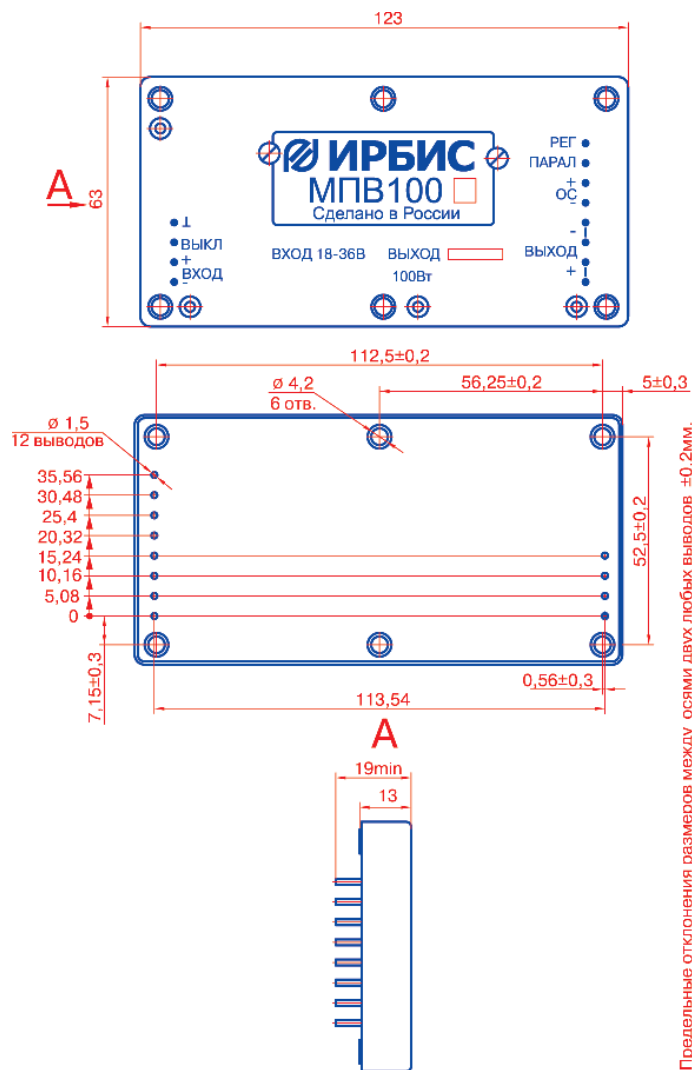 123
63
А
ИРБИС
МПВ100
Сделано в России
РЕГ
ПАРАЛ
+
ОС
-
-
ВЫХОД
+
⊥
ВЫКЛ
+
ВХОД
-
ВХОД 18-36В ВЫХОД
100Вт
112,5±0,2
56,25±0,2
5±0,3
ø 4,2
6 отв.
ø 1,5
12 выводов
35,56
30,48
25,4
20,32
15,24
10,16
5,08
0
7,15±0,3
52,5±0,2
0,56±0,3
113,54
А
19min
13
Предельные отклонения размеров между осями двух любых выводов ±0,2мм.